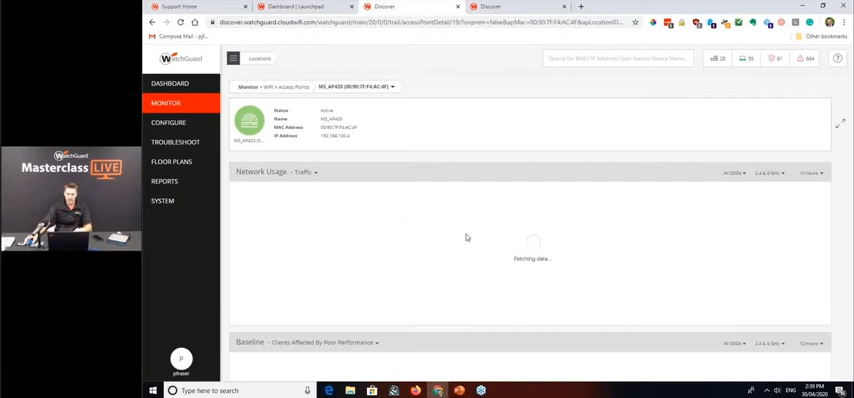 Support Home
Dashboard | Launchpad
Discover
Discover
discover.watchguard.cloudwifi.com/watchguard/main/20/0/0/trail/accessPointDetail/19/?onprem=false&apMac=00:90:7F:F4:AC:4F&apLocationID...
Compose Mail - pjf...
Other bookmarks
WatchGuard
Locations
Search for MAC/ IP Address/ User Name/ Device Name
28
35
61
664
DASHBOARD
MONITOR
CONFIGURE
TROUBLESHOOT
FLOOR PLANS
REPORTS
SYSTEM
Monitor > WiFi > Access Points
MS_AP420 (00:90:7F:F4:AC:4F)
Status Active
Name MS_AP420
MAC Address 00:90:7F:F4:AC:4F
IP Address 192.168.100.4
MS_AP420 (0...
Network Usage - Traffic
All SSIDs
2.4 & 5 GHz
12 hours
Fetching data...
Baseline - Clients Affected By Poor Performance
All SSIDs
2.4 & 5 GHz
12 hours
WatchGuard
Masterclass LIVE
P
pfraser
Type here to search
ENG
2:39 PM
30/04/2020